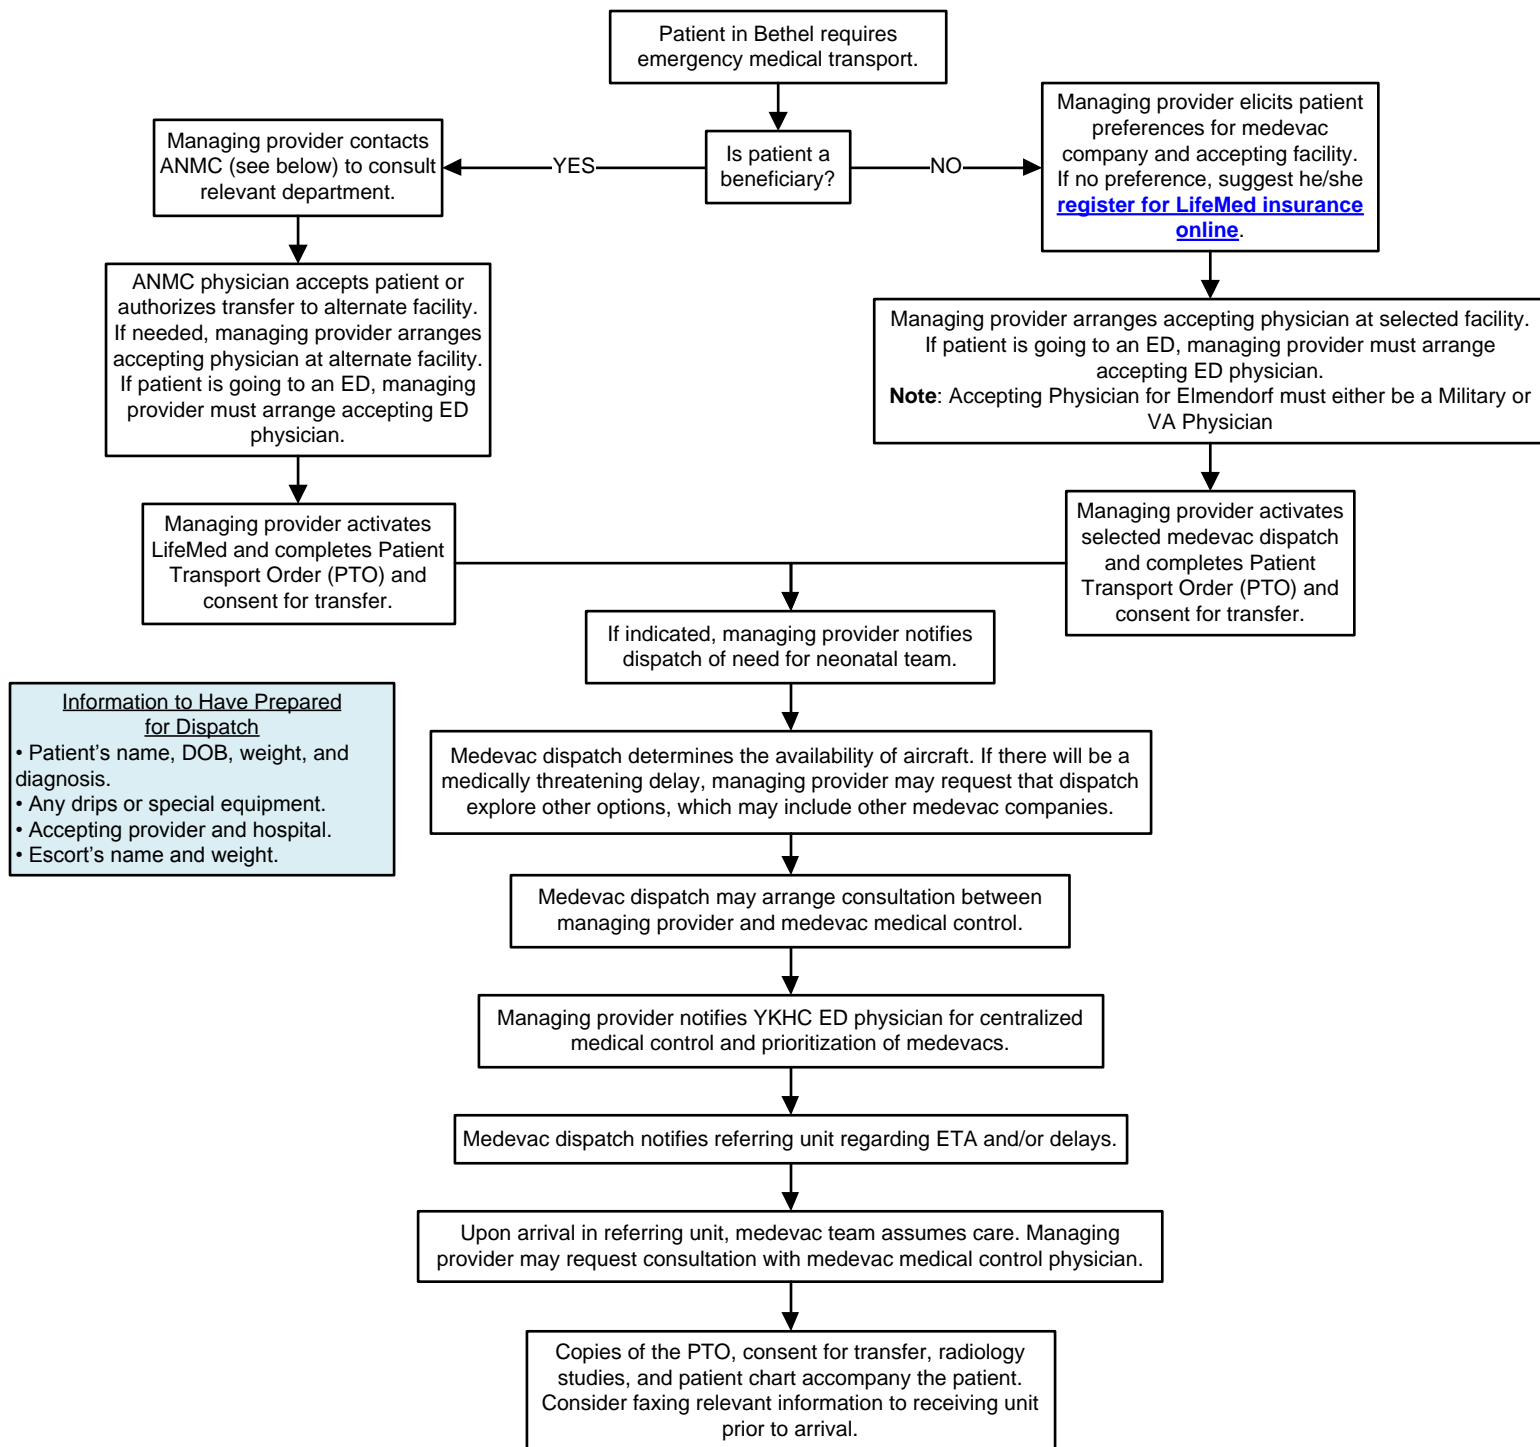 Patient in Bethel requires
emergency medical transport.
Managing provider contacts
ANMC (see below) to consult
relevant department.
YES
Is patient a
beneficiary?
NO
Managing provider elicits patient
preferences for medevac
company and accepting facility.
If no preference, suggest he/she
register for LifeMed insurance
online.
ANMC physician accepts patient or
authorizes transfer to alternate facility.
If needed, managing provider arranges
accepting physician at alternate facility.
If patient is going to an ED, managing
provider must arrange accepting ED
physician.
Managing provider arranges accepting physician at selected facility.
If patient is going to an ED, managing provider must arrange
accepting ED physician.
Note: Accepting Physician for Elmendorf must either be a Military or
VA Physician
Managing provider activates
LifeMed and completes Patient
Transport Order (PTO) and
consent for transfer.
Managing provider activates
selected medevac dispatch
and completes Patient
Transport Order (PTO) and
consent for transfer.
If indicated, managing provider notifies
dispatch of need for neonatal team.
Information to Have Prepared
for Dispatch
• Patient’s name, DOB, weight, and
diagnosis.
• Any drips or special equipment.
• Accepting provider and hospital.
• Escort’s name and weight.
Medevac dispatch determines the availability of aircraft. If there will be a
medically threatening delay, managing provider may request that dispatch
explore other options, which may include other medevac companies.
Medevac dispatch may arrange consultation between
managing provider and medevac medical control.
Managing provider notifies YKHC ED physician for centralized
medical control and prioritization of medevacs.
Medevac dispatch notifies referring unit regarding ETA and/or delays.
Upon arrival in referring unit, medevac team assumes care. Managing
provider may request consultation with medevac medical control physician.
Copies of the PTO, consent for transfer, radiology
studies, and patient chart accompany the patient.
Consider faxing relevant information to receiving unit
prior to arrival.